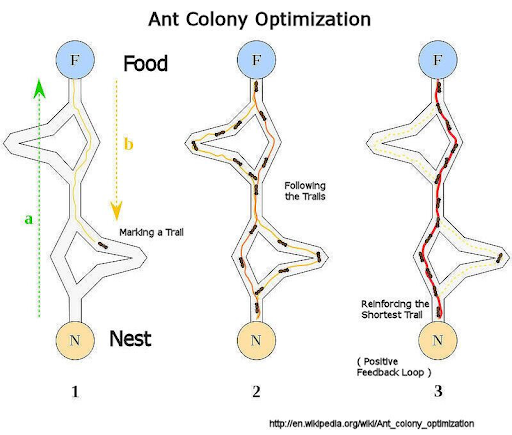 Ant Colony Optimization
F
Food
F
F
b
a
Marking a Trail
Following
the Trails
Reinforcing the
Shortest Trail
N
Nest
N
N
( Positive
Feedback Loop )
1
2
3
http://en.wikipedia.org/wiki/Ant_colony_optimization